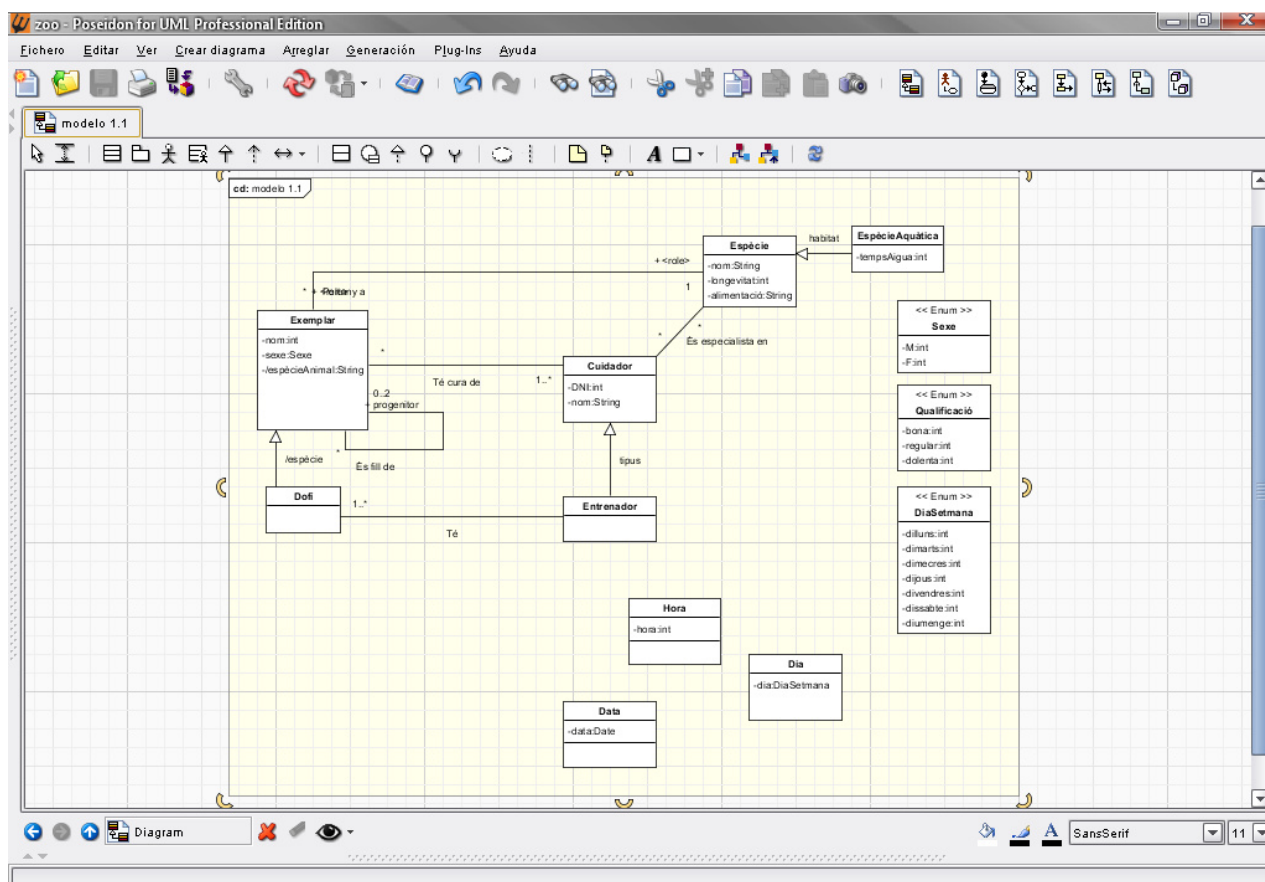 zoo - Poseidon for UML Professional Edition
Fichero Editar Ver Crear diagrama Arreglar Generación Plug-Ins Ayuda
modelo 1.1
cd: modelo 1.1
Espècie
-nom:String
-longevitat:int
-alimentació:String
habitat
EspècieAquàtica
-tempsAigua:int
+ <role>
1
*
Exemplar
-nom:int
-sexe:Sexe
-/espècieAnimal:String
*
Té cura de
1..*
*
*
És especialista en
Cuidador
-DNI:int
-nom:String
0..2
+ progenitor
*
És fill de
/espècie
tipus
Dofí
1..*
Té
Entrenador
<< Enum >>
Sexe
-M:int
-F:int
<< Enum >>
Qualificació
-bona:int
-regular:int
-dolenta:int
<< Enum >>
DiaSetmana
-dilluns:int
-dimarts:int
-dimecres:int
-dijous:int
-divendres:int
-dissabte:int
-diumenge:int
Hora
-hora:int
Dia
-dia:DiaSetmana
Data
-data:Date
Diagram
A
SansSerif
11